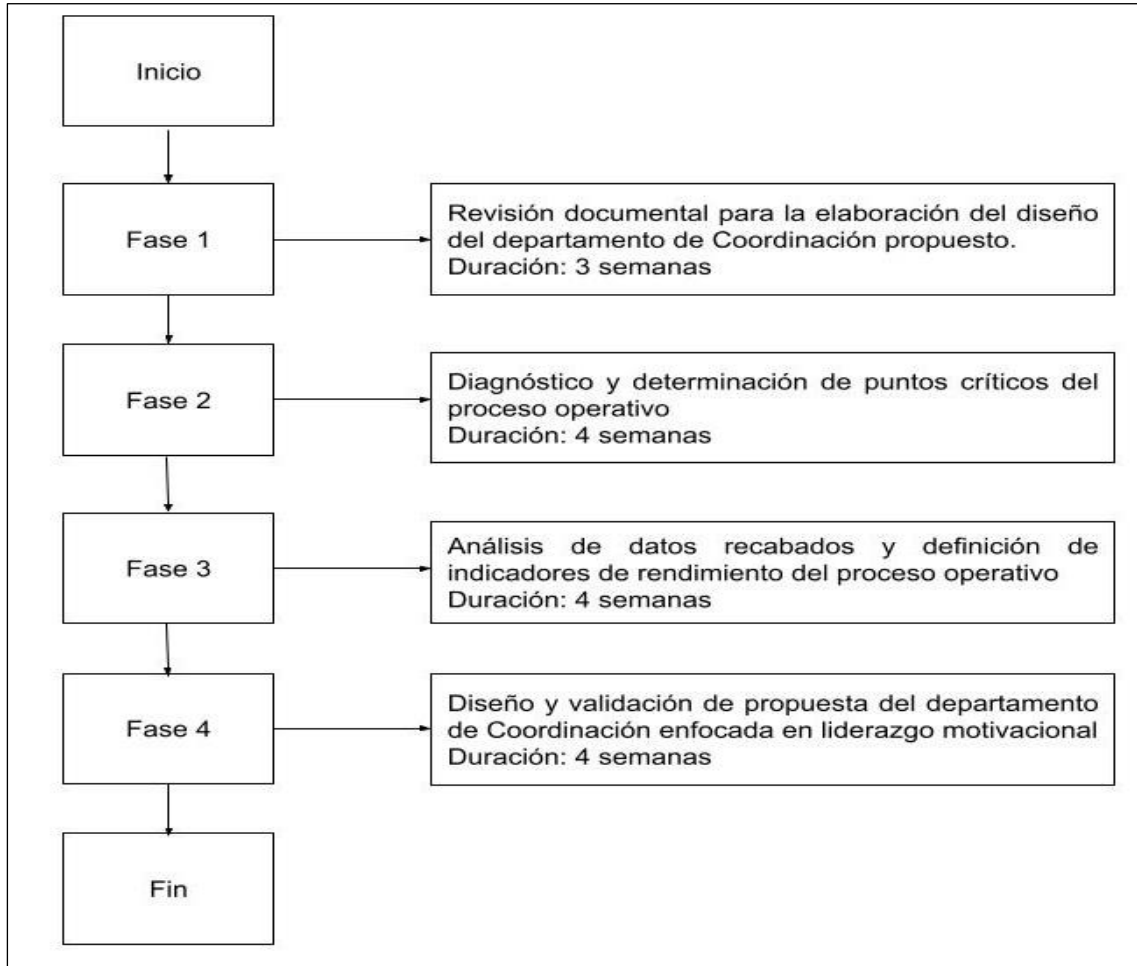 Inicio
Fase 1
Revisión documental para la elaboración del diseño
del departamento de Coordinación propuesto.
Duración: 3 semanas
Fase 2
Diagnóstico y determinación de puntos críticos del
proceso operativo
Duración: 4 semanas
Fase 3
Análisis de datos recabados y definición de
indicadores de rendimiento del proceso operativo
Duración: 4 semanas
Fase 4
Diseño y validación de propuesta del departamento
de Coordinación enfocada en liderazgo motivacional
Duración: 4 semanas
Fin